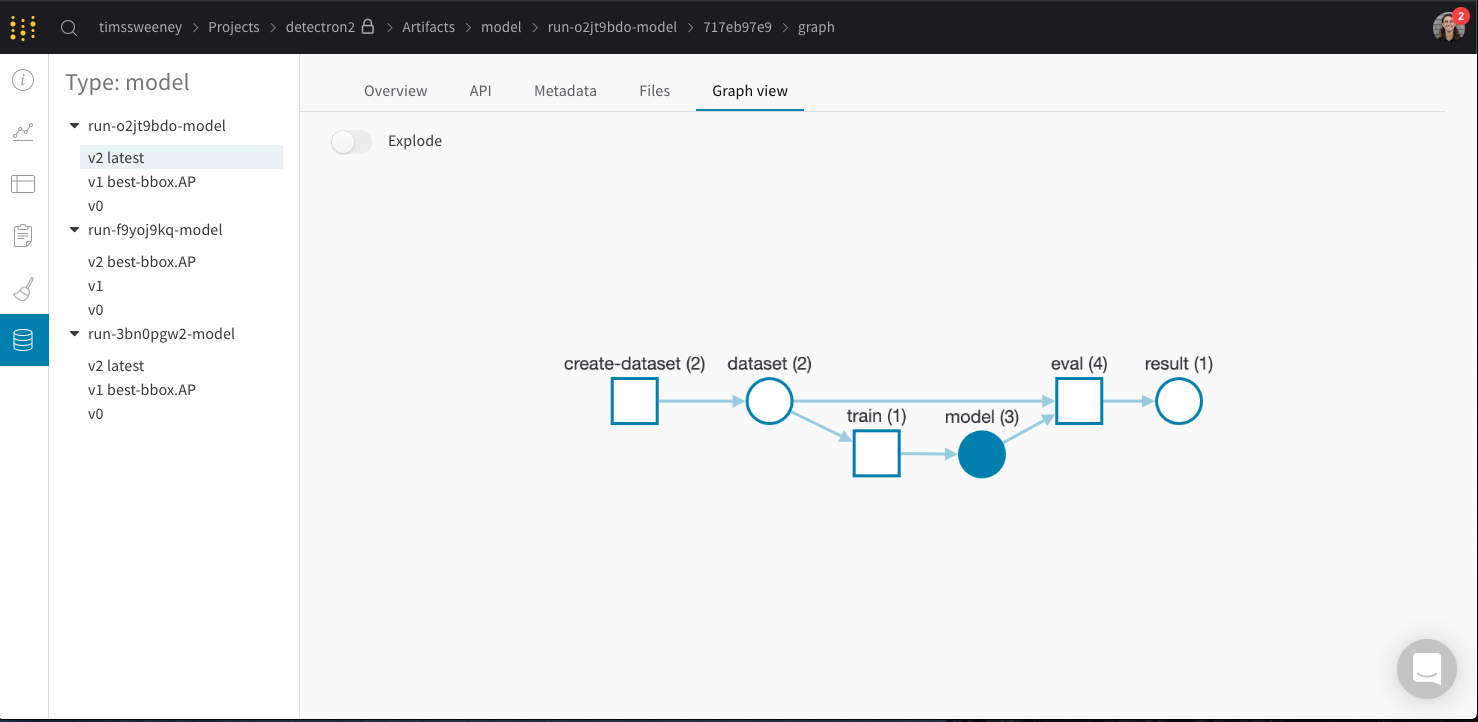 timssweeney > Projects > detectron2 > Artifacts > model > run-o2jt9bdo-model > 717eb97e9 > graph
2
Type: model
run-o2jt9bdo-model
v2 latest
v1 best-bbox.AP
v0
run-f9yoj9kq-model
v2 best-bbox.AP
v1
v0
run-3bn0pgw2-model
v2 latest
v1 best-bbox.AP
v0
Overview API Metadata Files Graph view
Explode
create-dataset (2) dataset (2) eval (4) result (1)
train (1) model (3)